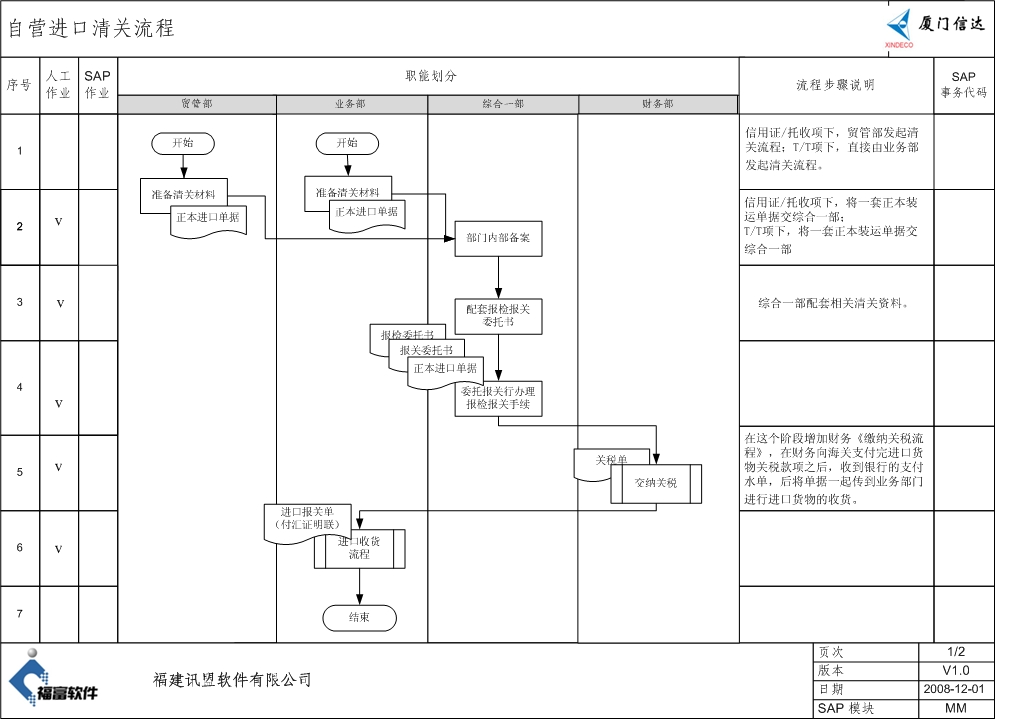 自营进口清关流程
厦门信达
XINDECO
序号
人工
作业
SAP
作业
职能划分
流程步骤说明
SAP
事务代码
贸管部
业务部
综合一部
财务部
1
开始
开始
信用证/托收项下，贸管部发起清
关流程；T/T项下，直接由业务部
发起清关流程。
准备清关材料
正本进口单据
准备清关材料
正本进口单据
2
v
部门内部备案
信用证/托收项下，将一套正本装
运单据交综合一部；
T/T项下，将一套正本装运单据交
综合一部
3
v
配套报检报关
委托书
综合一部配套相关清关资料。
报检委托书
报关委托书
正本进口单据
4
v
委托报关行办理
报检报关手续
5
v
关税单
交纳关税
在这个阶段增加财务《缴纳关税流
程》，在财务向海关支付完进口货
物关税款项之后，收到银行的支付
水单，后将单据一起传到业务部门
进行进口货物的收货。
进口报关单
（付汇证明联）
6
v
进口收货
流程
7
结束
福富软件
福建讯盟软件有限公司
页次 1/2
版本 V1.0
日期 2008-12-01
SAP 模块 MM